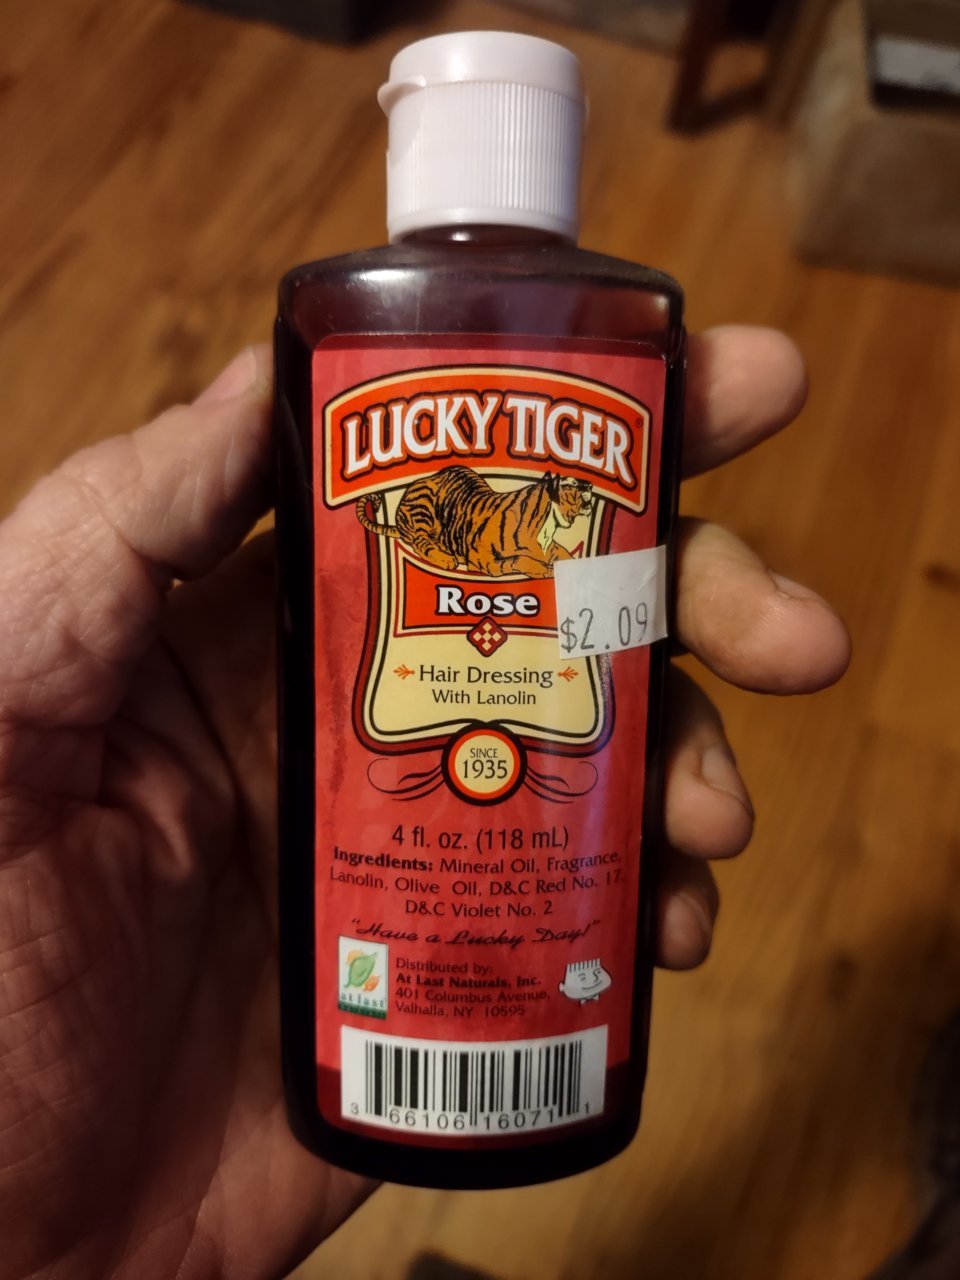 LUCKY TIGER®
Rose
$2.09
Hair Dressing
With Lanolin
SINCE
1935
4 fl. oz. (118 mL)
Ingredients: Mineral Oil, Fragrance,
Lanolin, Olive Oil, D&C Red No. 17,
D&C Violet No. 2
"Have a Lucky Day!"
at last
Distributed by:
At Last Naturals, Inc.
401 Columbus Avenue,
Valhalla, NY 10595
3 66106 16071 1